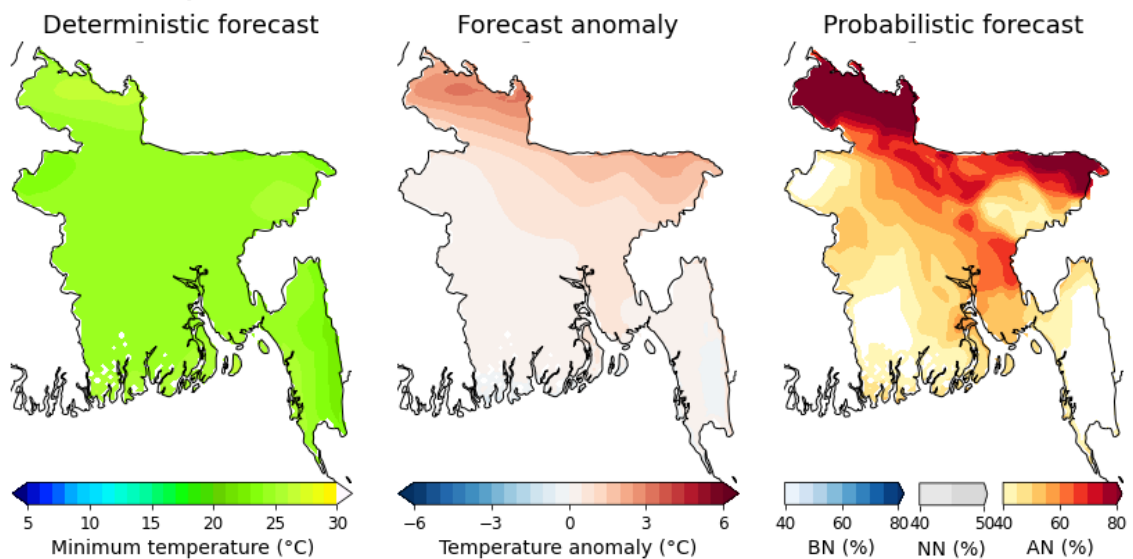 Deterministic forecast Forecast anomaly Probabilistic forecast
5 10 15 20 25 30 −6 −3 0 3 6 40 60 80 40 50 40 60 80
Minimum temperature (°C) Temperature anomaly (°C) BN (%) NN (%) AN (%)